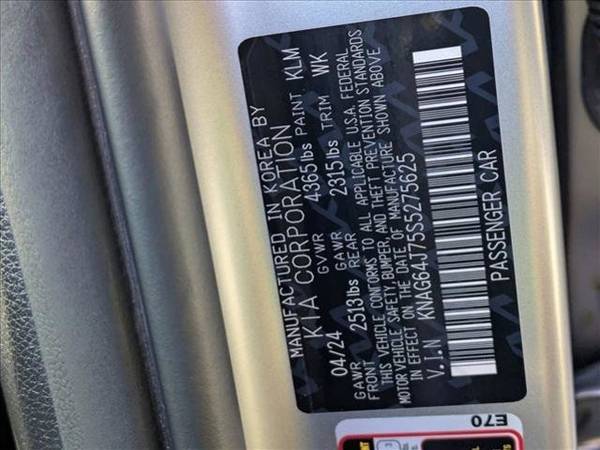 MANUFACTURED IN KOREA BY
KIA CORPORATION
04/24 GVWR 4365lbs PAINT KLM
GAWR FRONT 2513lbs GAWR REAR 2315lbs TRIM WK
THIS VEHICLE CONFORMS TO ALL APPLICABLE U.S.A. FEDERAL
MOTOR VEHICLE SAFETY, BUMPER, AND THEFT PREVENTION STANDARDS
IN EFFECT ON THE DATE OF MANUFACTURE SHOWN ABOVE
V.I.N KNAG64J75S5275625
PASSENGER CAR
E70